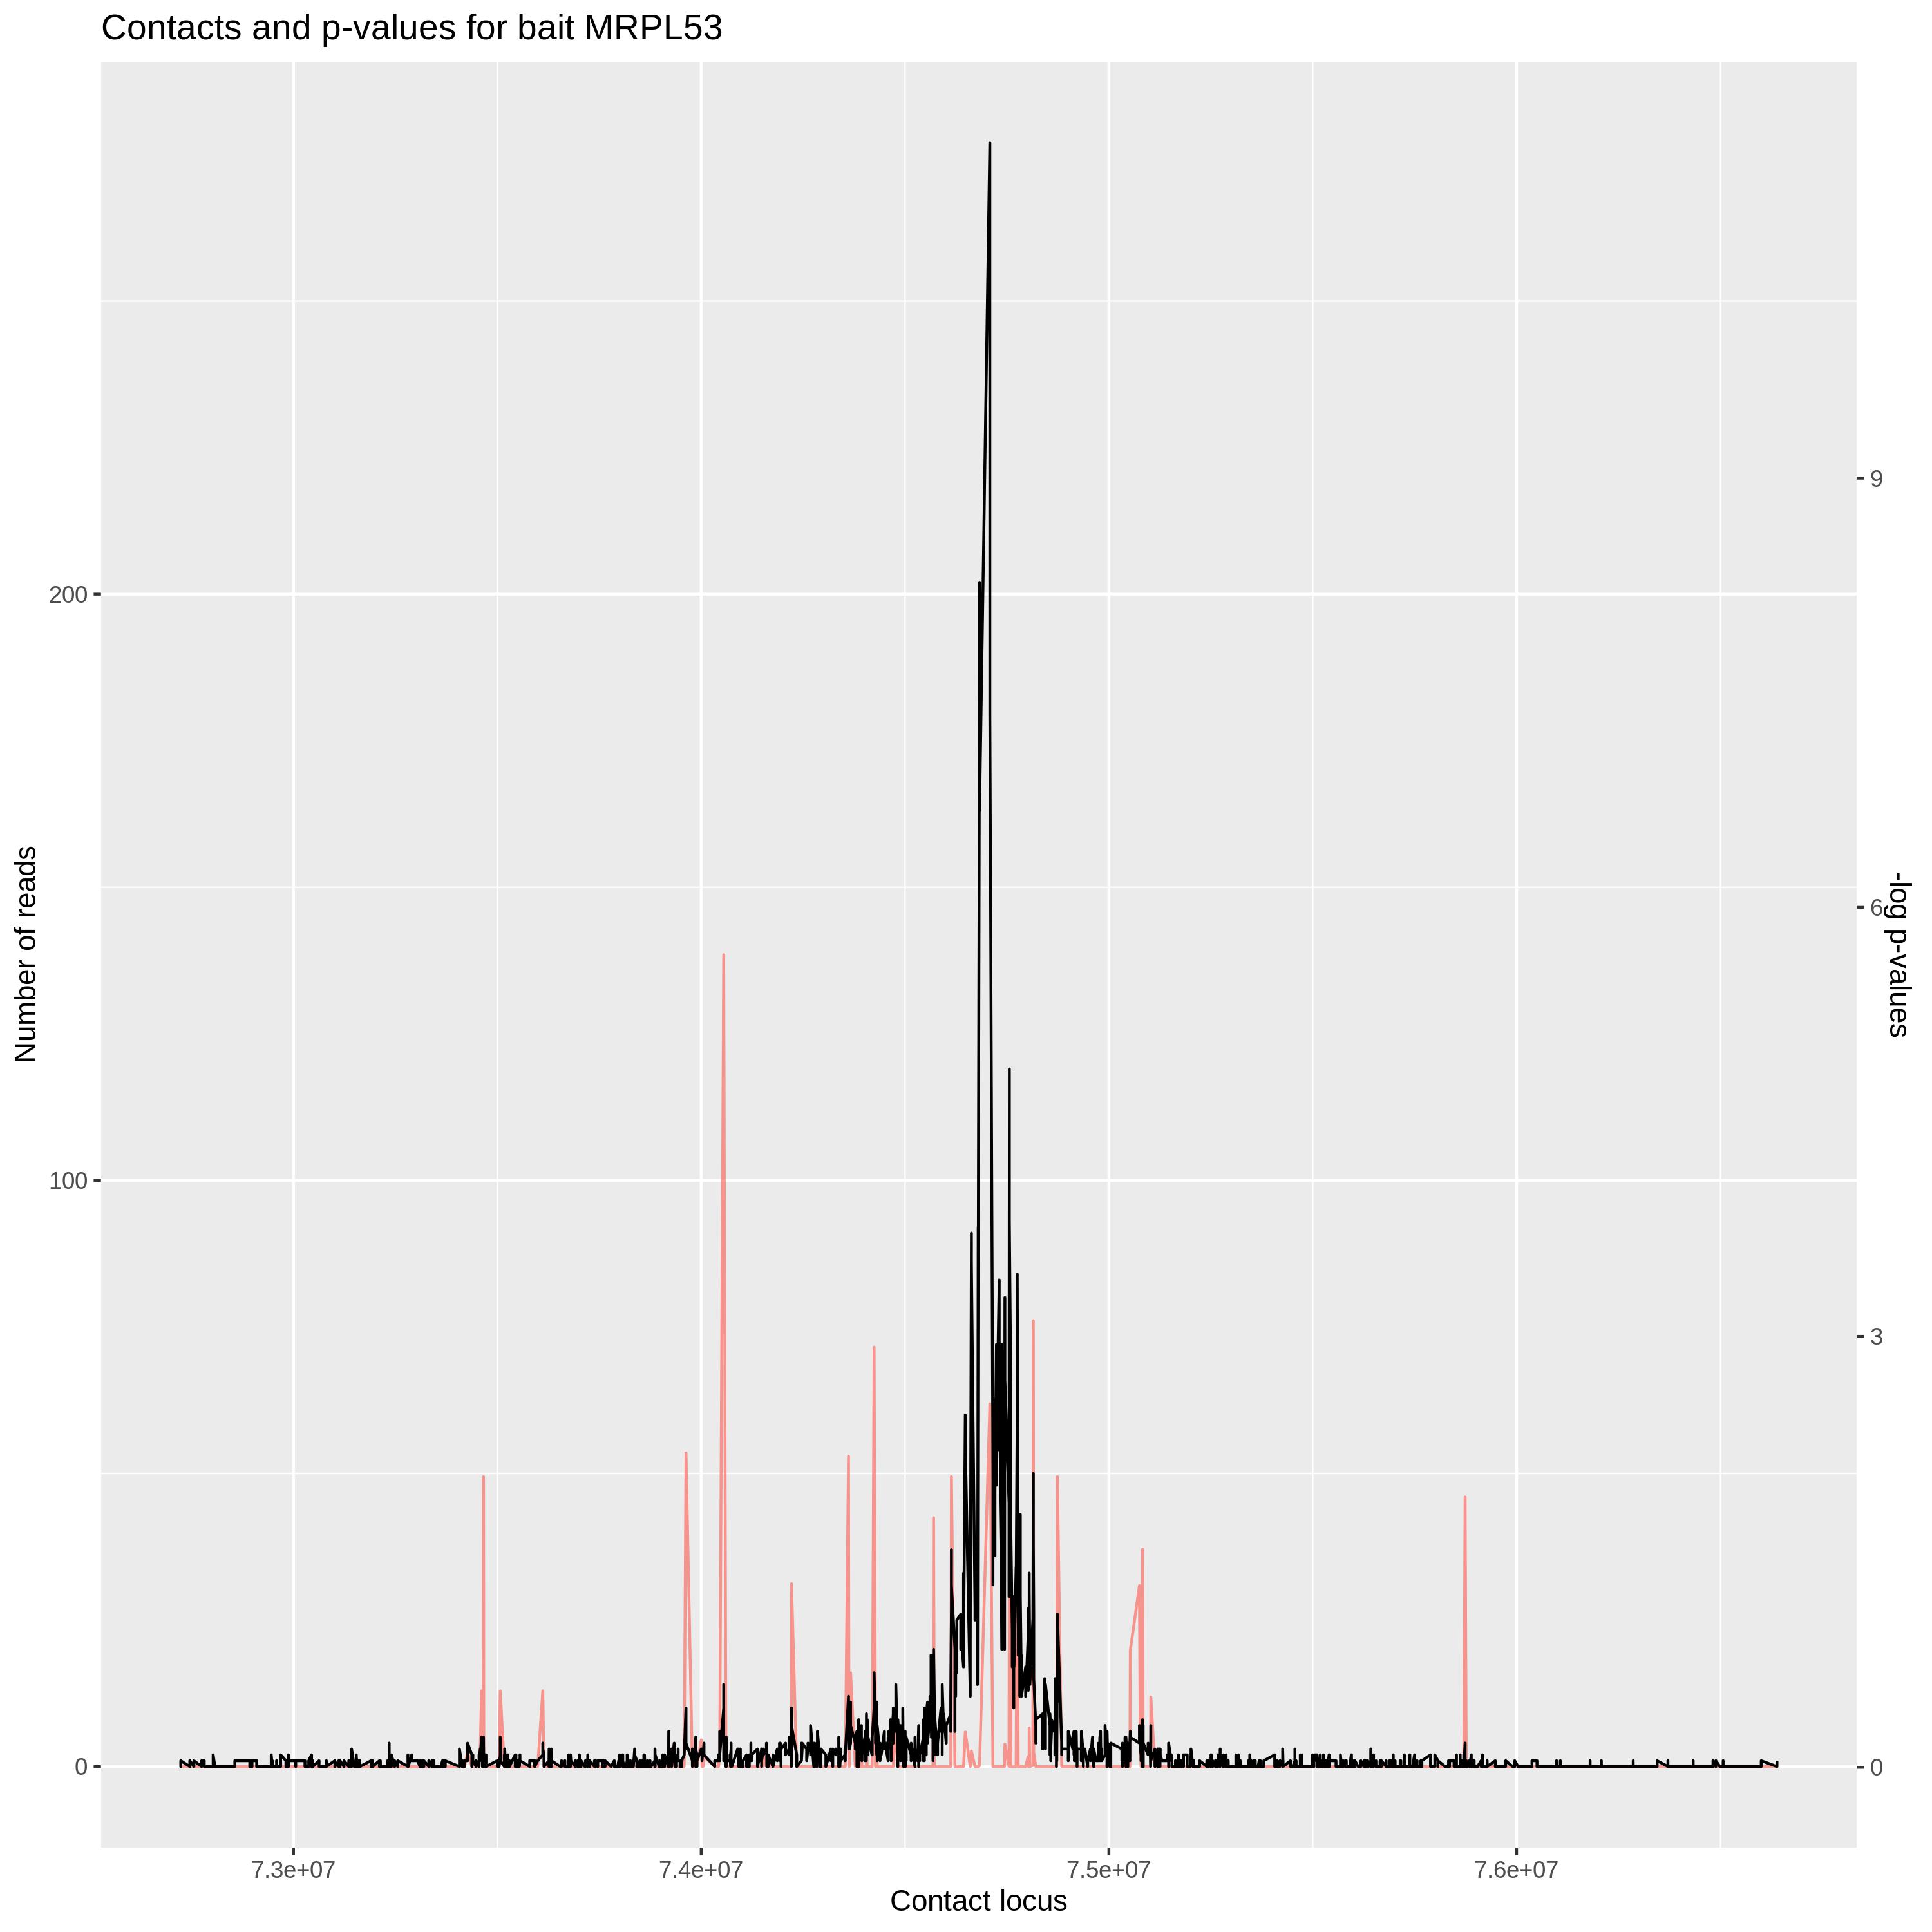 Contacts and p-values for bait MRPL53
Number of reads
200
100
0
9
6
3
0
-log p-values
7.3e+07
7.4e+07
7.5e+07
7.6e+07
Contact locus